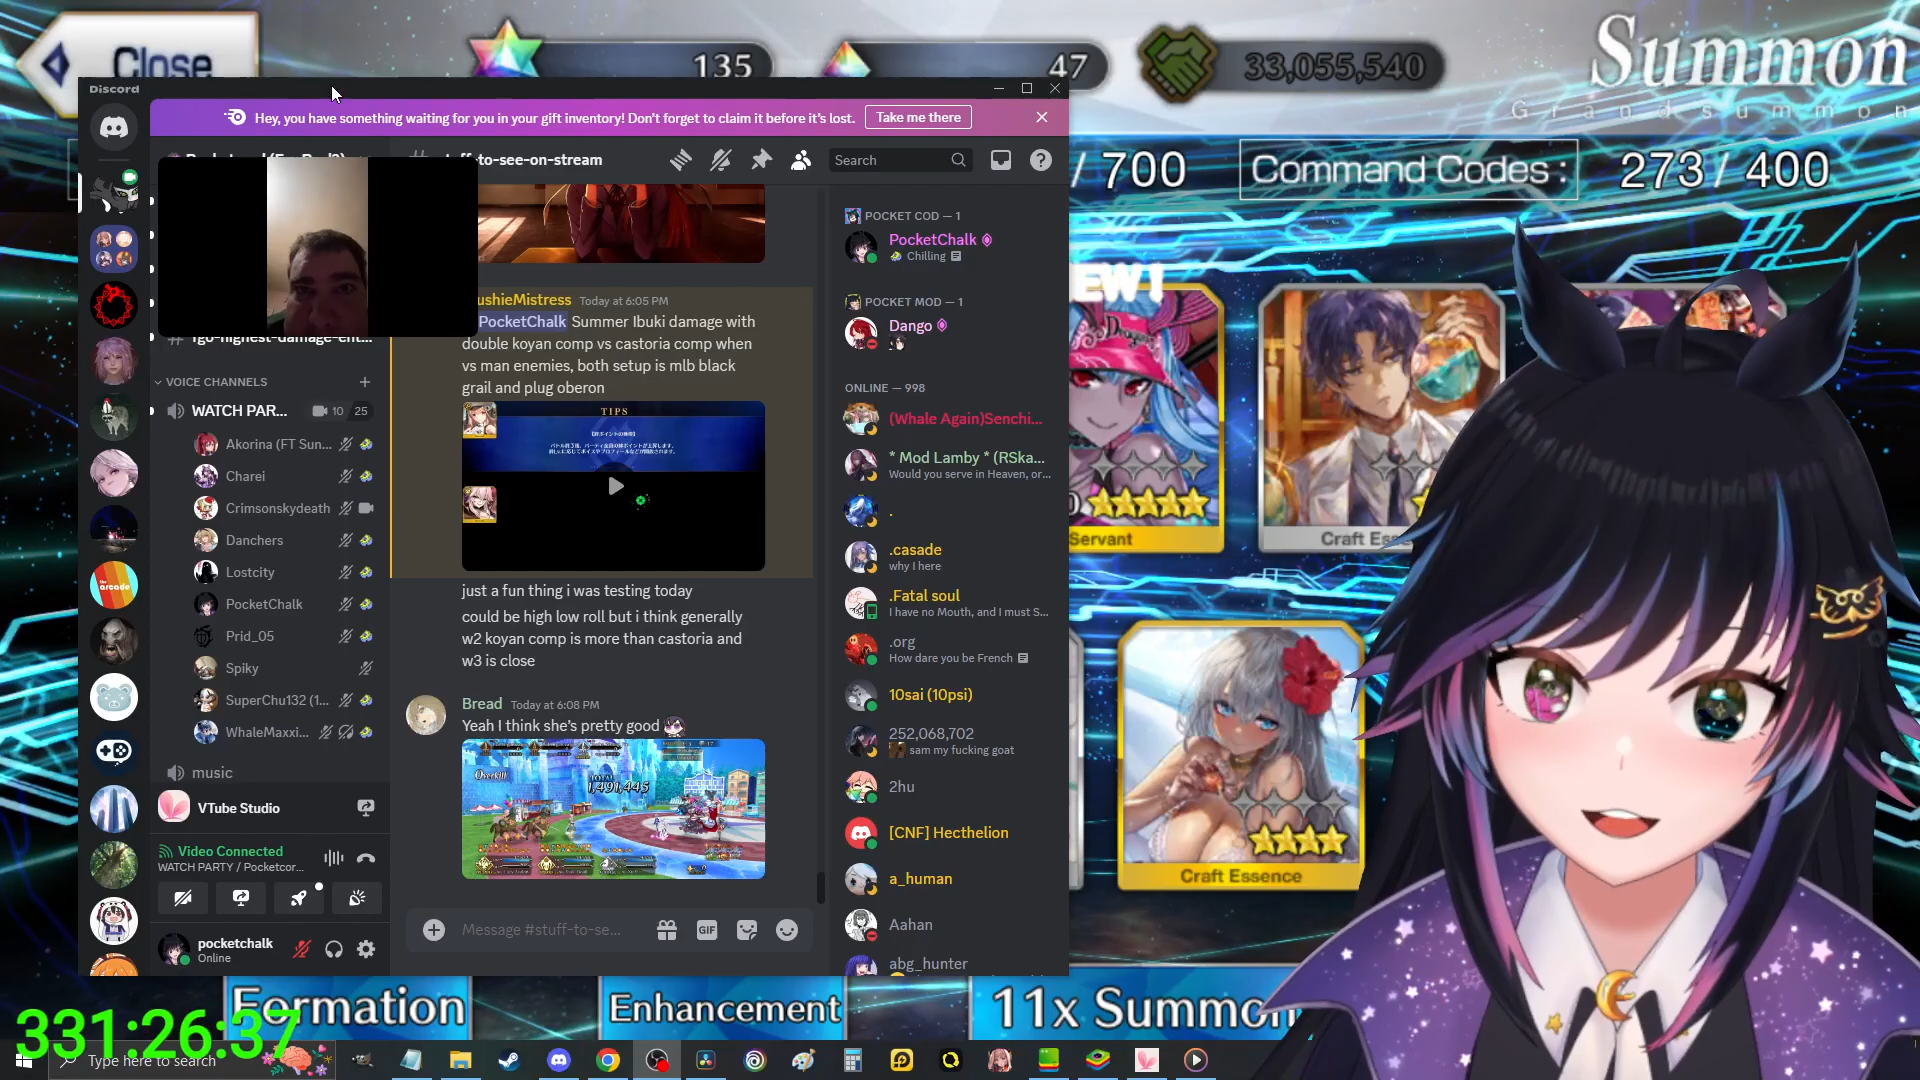 Close
135
47
33,055,540
Summon
Grand summon
Discord
Hey, you have something waiting for you in your gift inventory! Don't forget to claim it before it's lost.
Take me there
-to-see-on-stream
Search
/ 700
Command Codes :
273/ 400
POCKET COD — 1
PocketChalk
Chilling
POCKET MOD — 1
Dango
ONLINE — 998
(Whale Again)Senchi...
* Mod Lamby * (RSka...
Would you serve in Heaven, or...
.
.casade
why I here
.Fatal soul
I have no Mouth, and I must S...
.org
How dare you be French
10sai (10psi)
252,068,702
sam my fucking goat
2hu
[CNF] Hecthelion
a_human
Aahan
abg_hunter
ushieMistress Today at 6:05 PM
PocketChalk Summer Ibuki damage with
double koyan comp vs castoria comp when
vs man enemies, both setup is mlb black
grail and plug oberon
TIPS
just a fun thing i was testing today
could be high low roll but i think generally
w2 koyan comp is more than castoria and
w3 is close
Bread Today at 6:08 PM
Yeah I think she's pretty good
Overkill
TOTAL
1,491,445
Message #stuff-to-se...
GIF
VOICE CHANNELS
WATCH PAR...
10 25
Akorina (FT Sun...
Charei
Crimsonskydeath
Danchers
Lostcity
PocketChalk
Prid_05
Spiky
SuperChu132 (1...
WhaleMaxxi...
music
VTube Studio
Video Connected
WATCH PARTY / Pocketcor...
pocketchalk
Online
the arcade
Servant
Craft Ess
Craft Essence
Formation
Enhancement
11x Summon
331:26:37
Type here to search